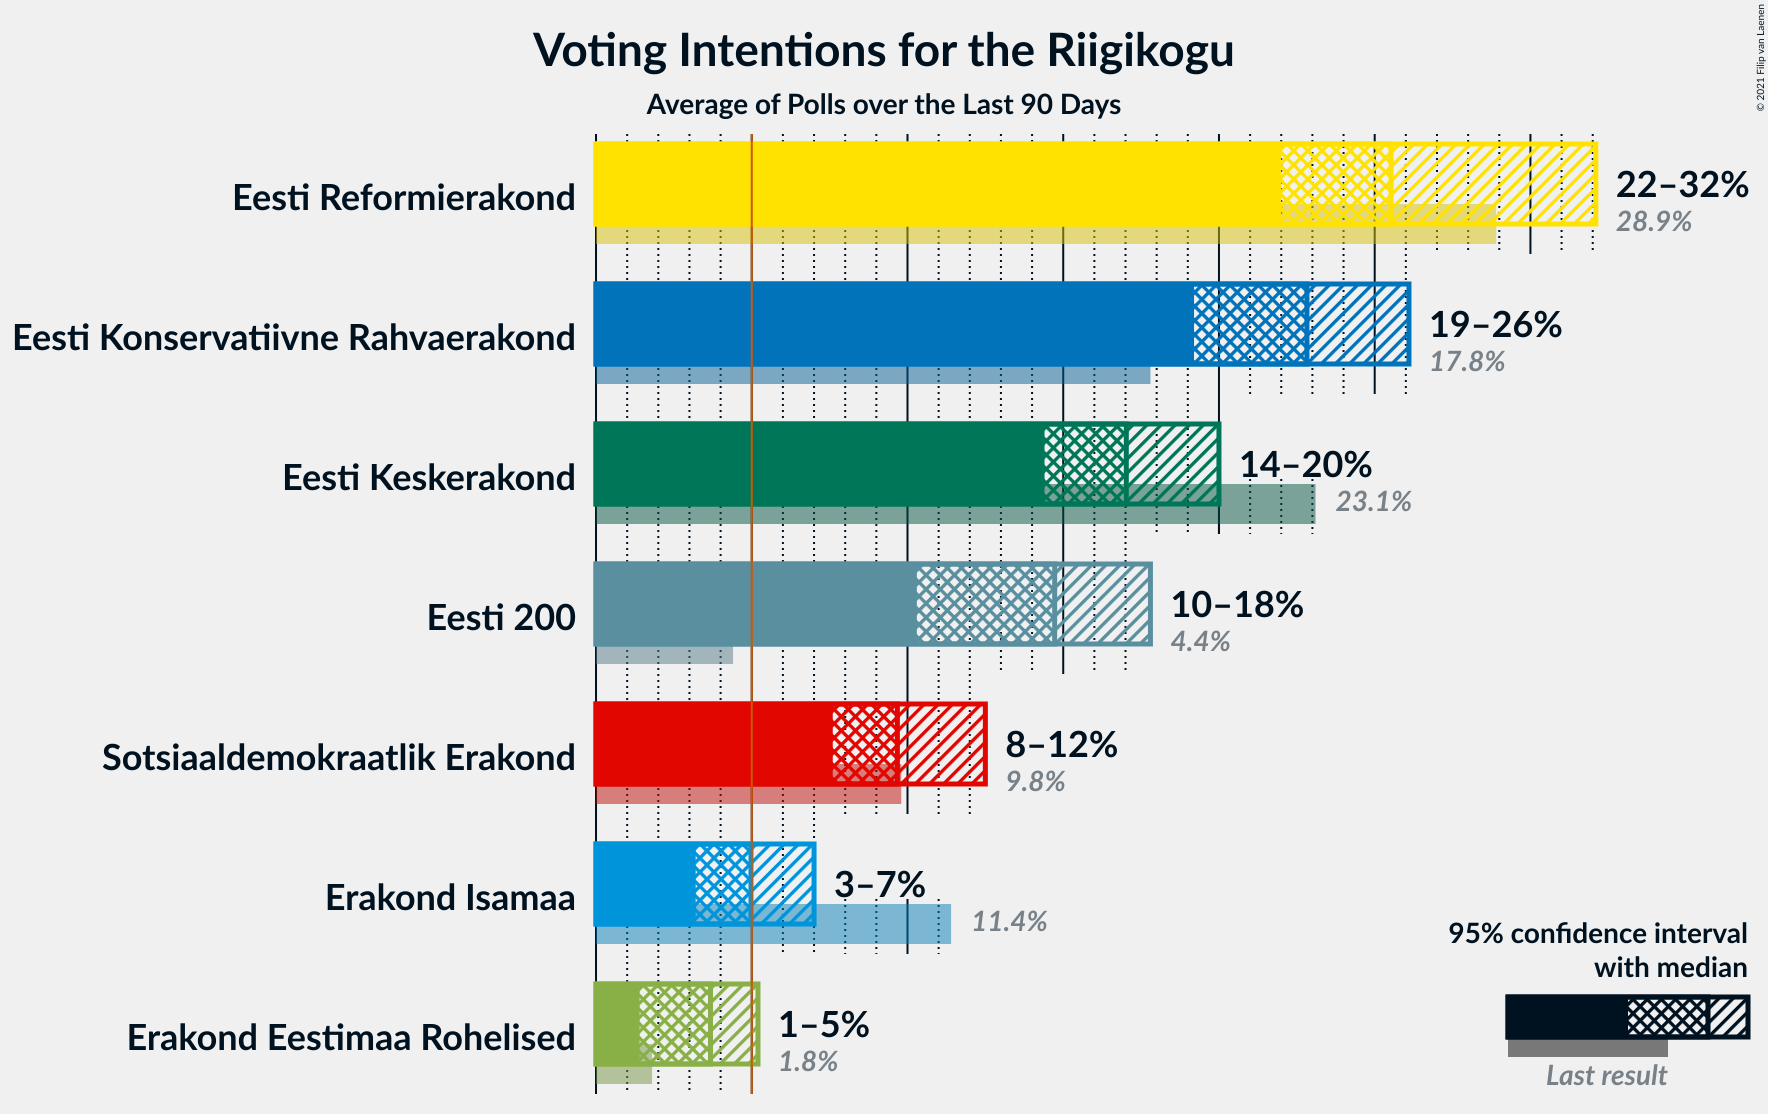 Voting Intentions for the Riigikogu
Average of Polls over the Last 90 Days
© 2021 Filip van Laenen
Eesti Reformierakond
22–32%
28.9%
Eesti Konservatiivne Rahvaerakond
19–26%
17.8%
Eesti Keskerakond
14–20%
23.1%
Eesti 200
10–18%
4.4%
Sotsiaaldemokraatlik Erakond
8–12%
9.8%
Erakond Isamaa
3–7%
11.4%
Erakond Eestimaa Rohelised
1–5%
1.8%
95% confidence interval
with median
Last result